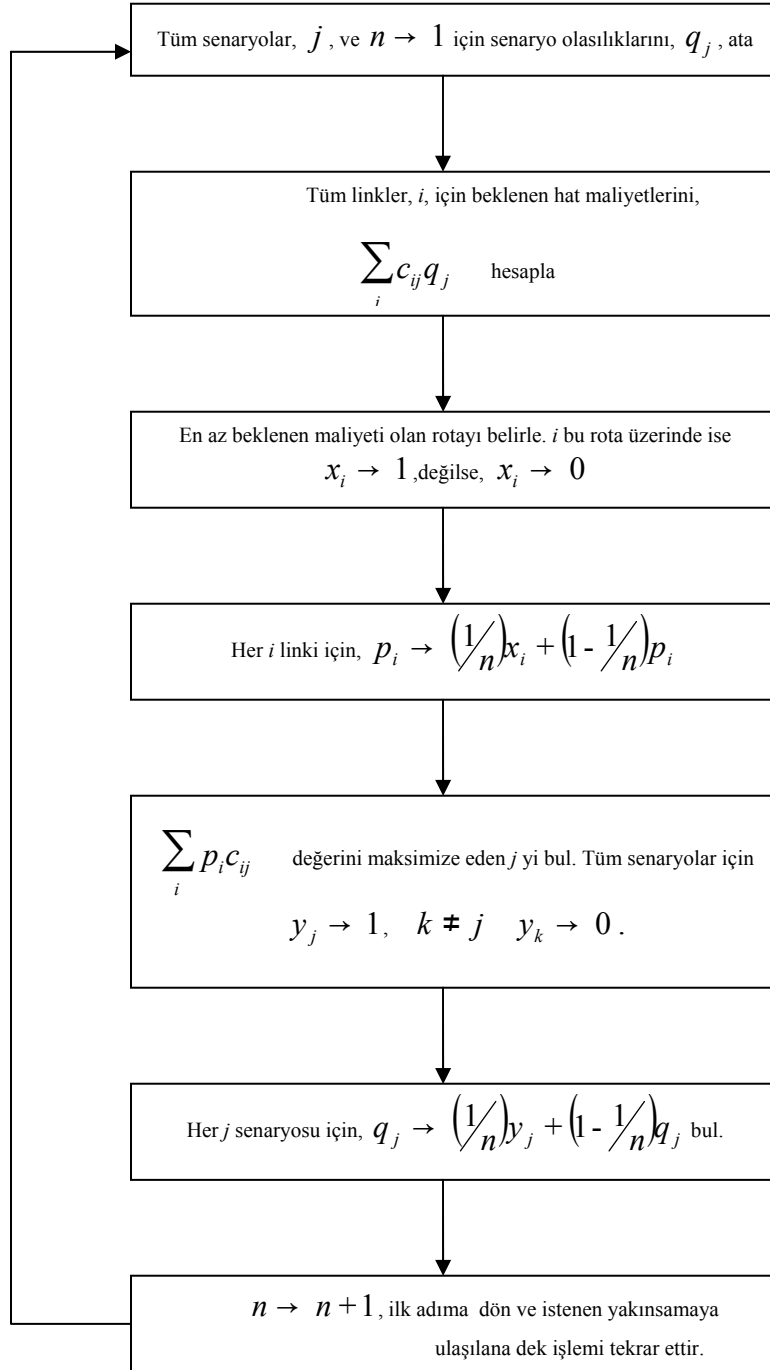 Tüm senaryolar, j , ve n → 1 için senaryo olasılıklarını, q_j , ata
Tüm linkler, i, için beklenen hat maliyetlerini,
∑_i c_ij q_j hesapla
En az beklenen maliyeti olan rotayı belirle. i bu rota üzerinde ise
x_i → 1 ,değilse, x_i → 0
Her i linki için, p_i → (1/n)x_i + (1 - 1/n)p_i
∑_i p_i c_ij değerini maksimize eden j yi bul. Tüm senaryolar için
y_j → 1, k ≠ j y_k → 0 .
Her j senaryosu için, q_j → (1/n)y_j + (1 - 1/n)q_j bul.
n → n + 1 , ilk adıma dön ve istenen yakınsamaya
ulaşılana dek işlemi tekrar ettir.